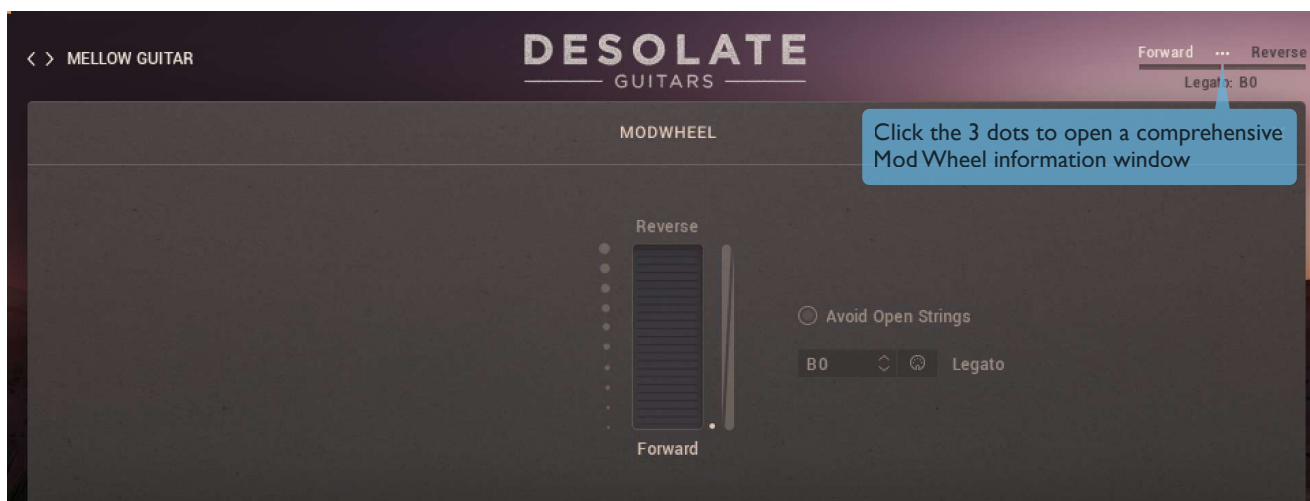 < > MELLOW GUITAR
DESOLATE
GUITARS
Forward ... Reverse
Legato: B0
MODWHEEL
Click the 3 dots to open a comprehensive
Mod Wheel information window
Reverse
Avoid Open Strings
B0 Legato
Forward